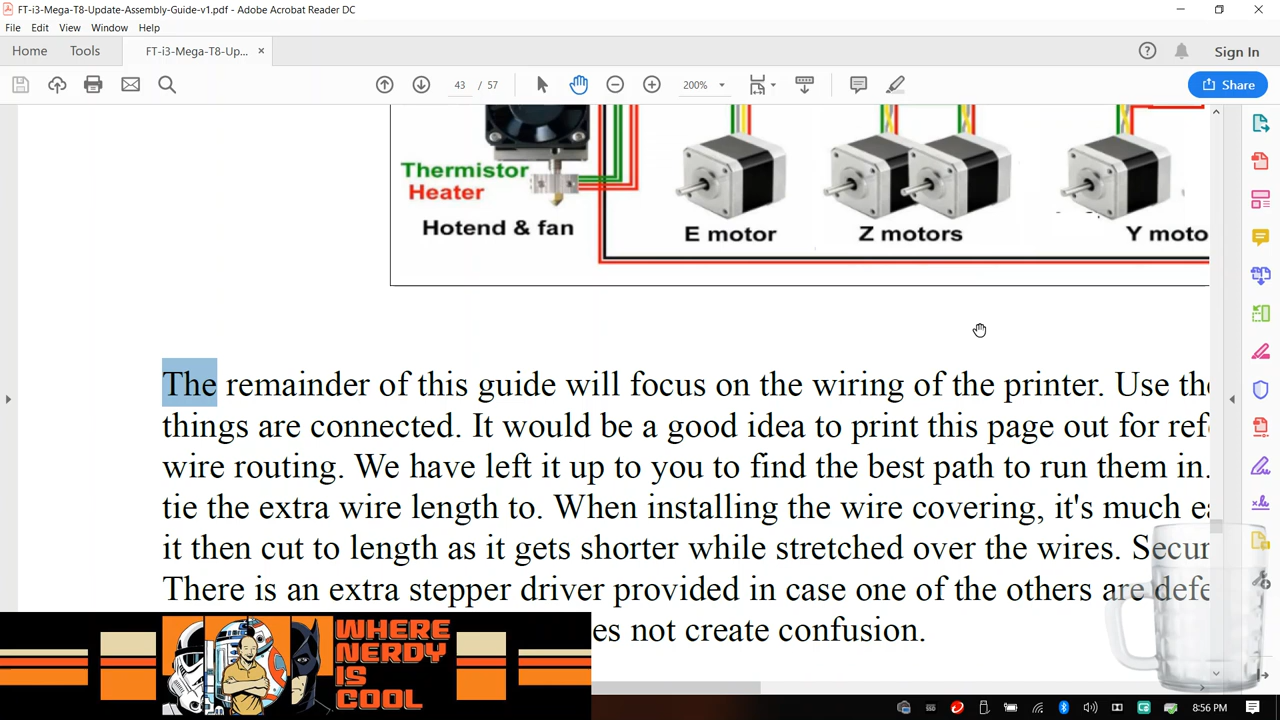 FT-i3-Mega-T8-Update-Assembly-Guide-v1.pdf - Adobe Acrobat Reader DC
File Edit View Window Help
Home Tools FT-i3-Mega-T8-Up... × Sign In
43 / 57 200% Share
Thermistor
Heater
Hotend & fan
E motor
Z motors
Y moto
The remainder of this guide will focus on the wiring of the printer. Use the
things are connected. It would be a good idea to print this page out for refe
wire routing. We have left it up to you to find the best path to run them in.
tie the extra wire length to. When installing the wire covering, it's much ea
it then cut to length as it gets shorter while stretched over the wires. Secur
There is an extra stepper driver provided in case one of the others are defe
es not create confusion.
WHERE
NERDY
IS
COOL
8:56 PM